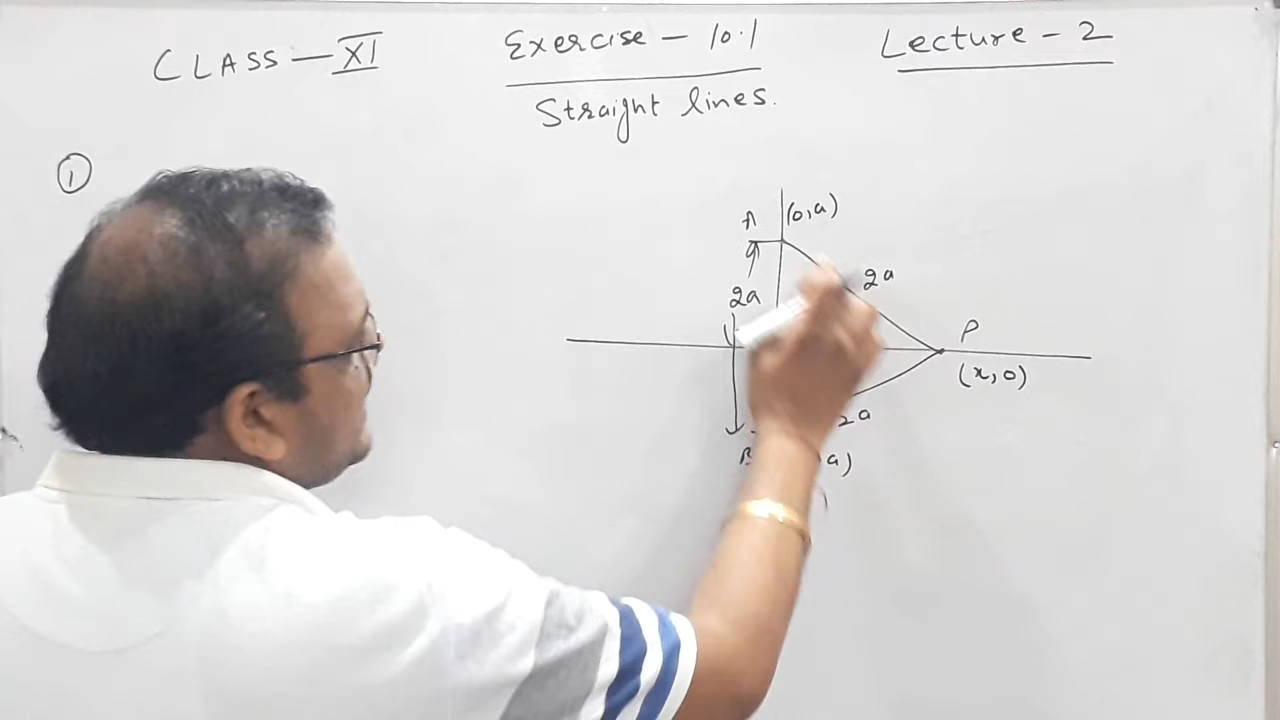 CLASS — XI
Exercise - 10.1
Lecture - 2
Straight lines.
1
A
(0,a)
2a
2a
P
(x,0)
2a
B
a)